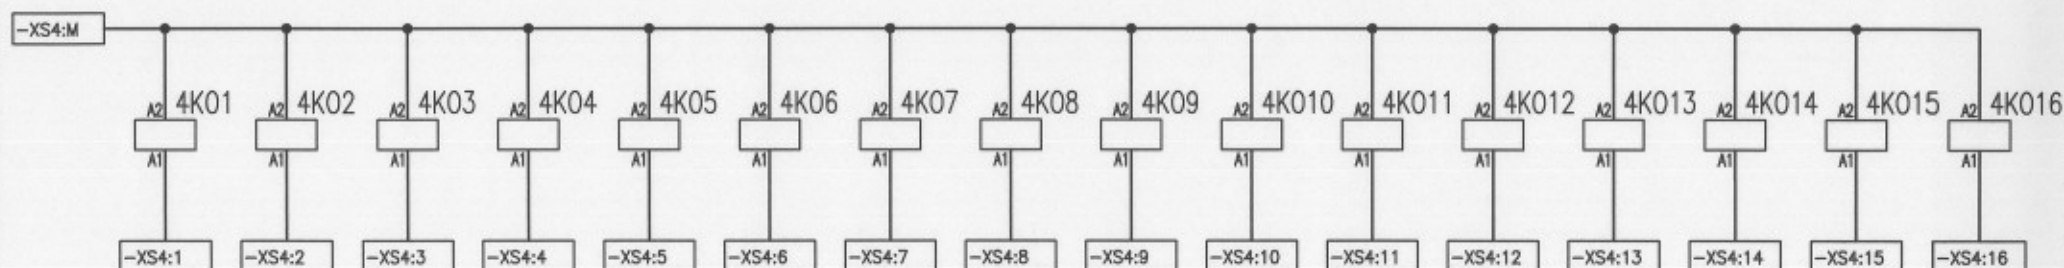 -XS4:M
A2 4K01 A2 4K02 A2 4K03 A2 4K04 A2 4K05 A2 4K06 A2 4K07 A2 4K08 A2 4K09 A2 4K010 A2 4K011 A2 4K012 A2 4K013 A2 4K014 A2 4K015 A2 4K016
A1 A1 A1 A1 A1 A1 A1 A1 A1 A1 A1 A1 A1 A1 A1 A1
-XS4:1 -XS4:2 -XS4:3 -XS4:4 -XS4:5 -XS4:6 -XS4:7 -XS4:8 -XS4:9 -XS4:10 -XS4:11 -XS4:12 -XS4:13 -XS4:14 -XS4:15 -XS4:16